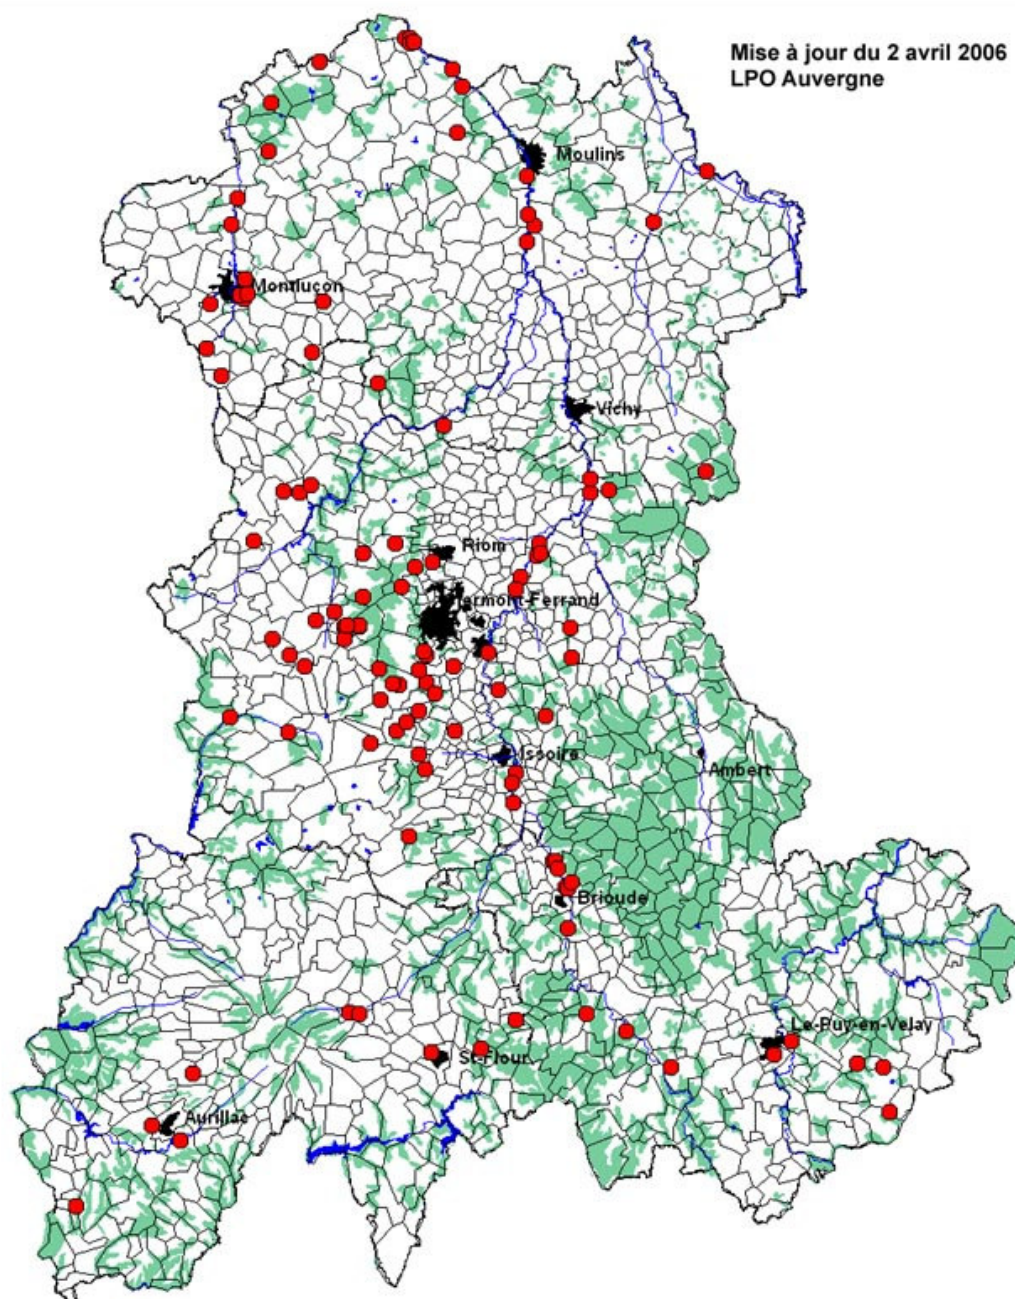 Mise à jour du 2 avril 2006
LPO Auvergne
Moulins
Montluçon
Vichy
Riom
Clermont-Ferrand
Issoire
Ambert
Brioude
Le-Puy-en-Velay
St-Flour
Aurillac